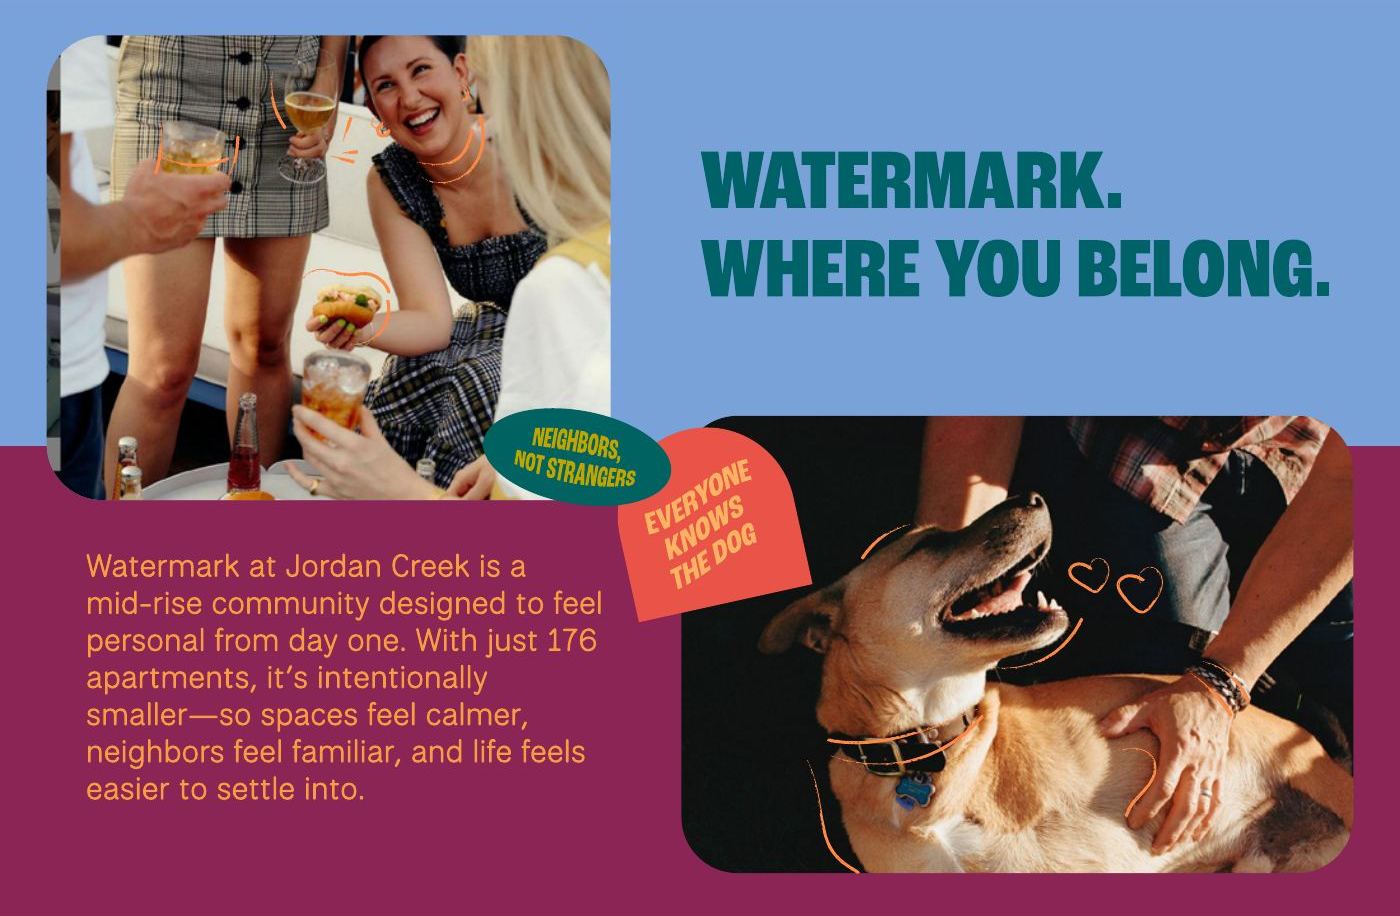 WATERMARK.
WHERE YOU BELONG.
NEIGHBORS,
NOT STRANGERS
EVERYONE
KNOWS
THE DOG
Watermark at Jordan Creek is a
mid-rise community designed to feel
personal from day one. With just 176
apartments, it’s intentionally
smaller—so spaces feel calmer,
neighbors feel familiar, and life feels
easier to settle into.